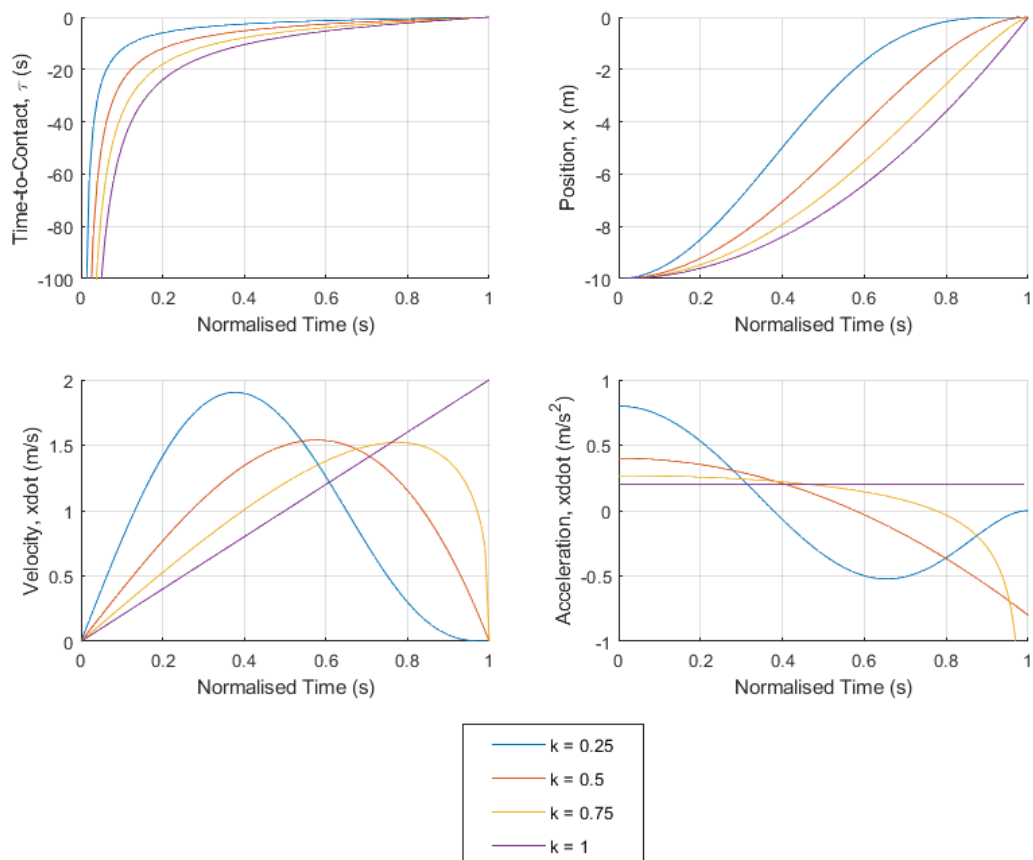 0
-20
-40
-60
-80
-100
0 0.2 0.4 0.6 0.8 1
Time-to-Contact, τ (s)
Normalised Time (s)
0
-2
-4
-6
-8
-10
0 0.2 0.4 0.6 0.8 1
Position, x (m)
Normalised Time (s)
2
1.5
1
0.5
0
0 0.2 0.4 0.6 0.8 1
Velocity, xdot (m/s)
Normalised Time (s)
1
0.5
0
-0.5
-1
0 0.2 0.4 0.6 0.8 1
Acceleration, xddot (m/s²)
Normalised Time (s)
k = 0.25
k = 0.5
k = 0.75
k = 1